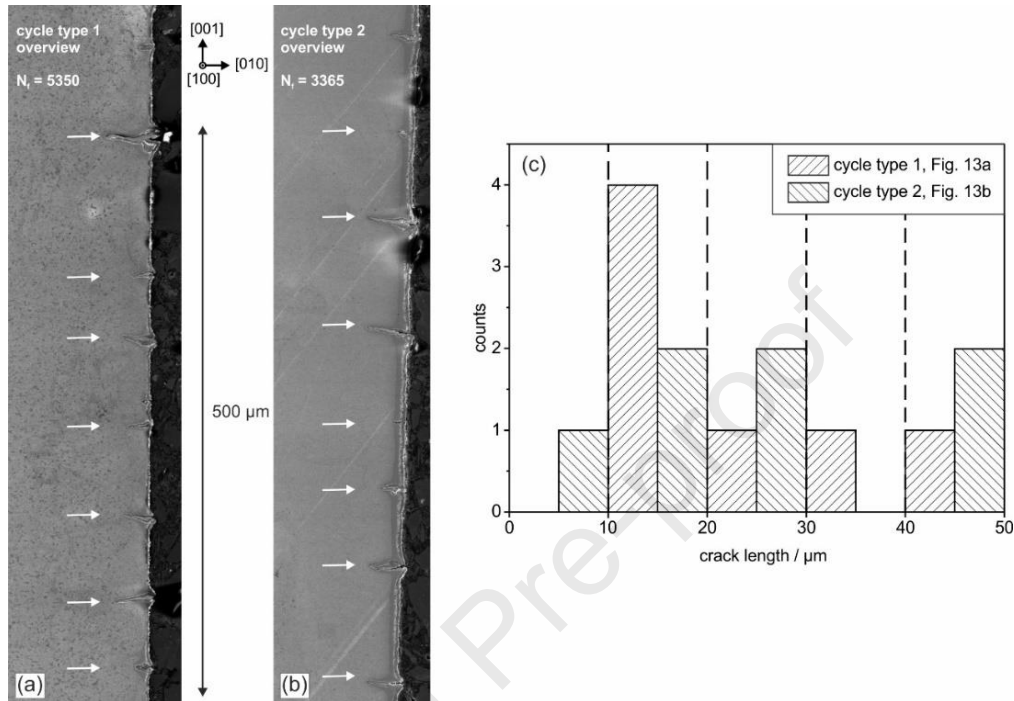 cycle type 1
overview
N_f = 5350
(a)
[001]
[010]
[100]
500 µm
cycle type 2
overview
N_f = 3365
(b)
(c)
cycle type 1, Fig. 13a
cycle type 2, Fig. 13b
counts
4
3
2
1
0
0 10 20 30 40 50
crack length / µm
Pre-proof